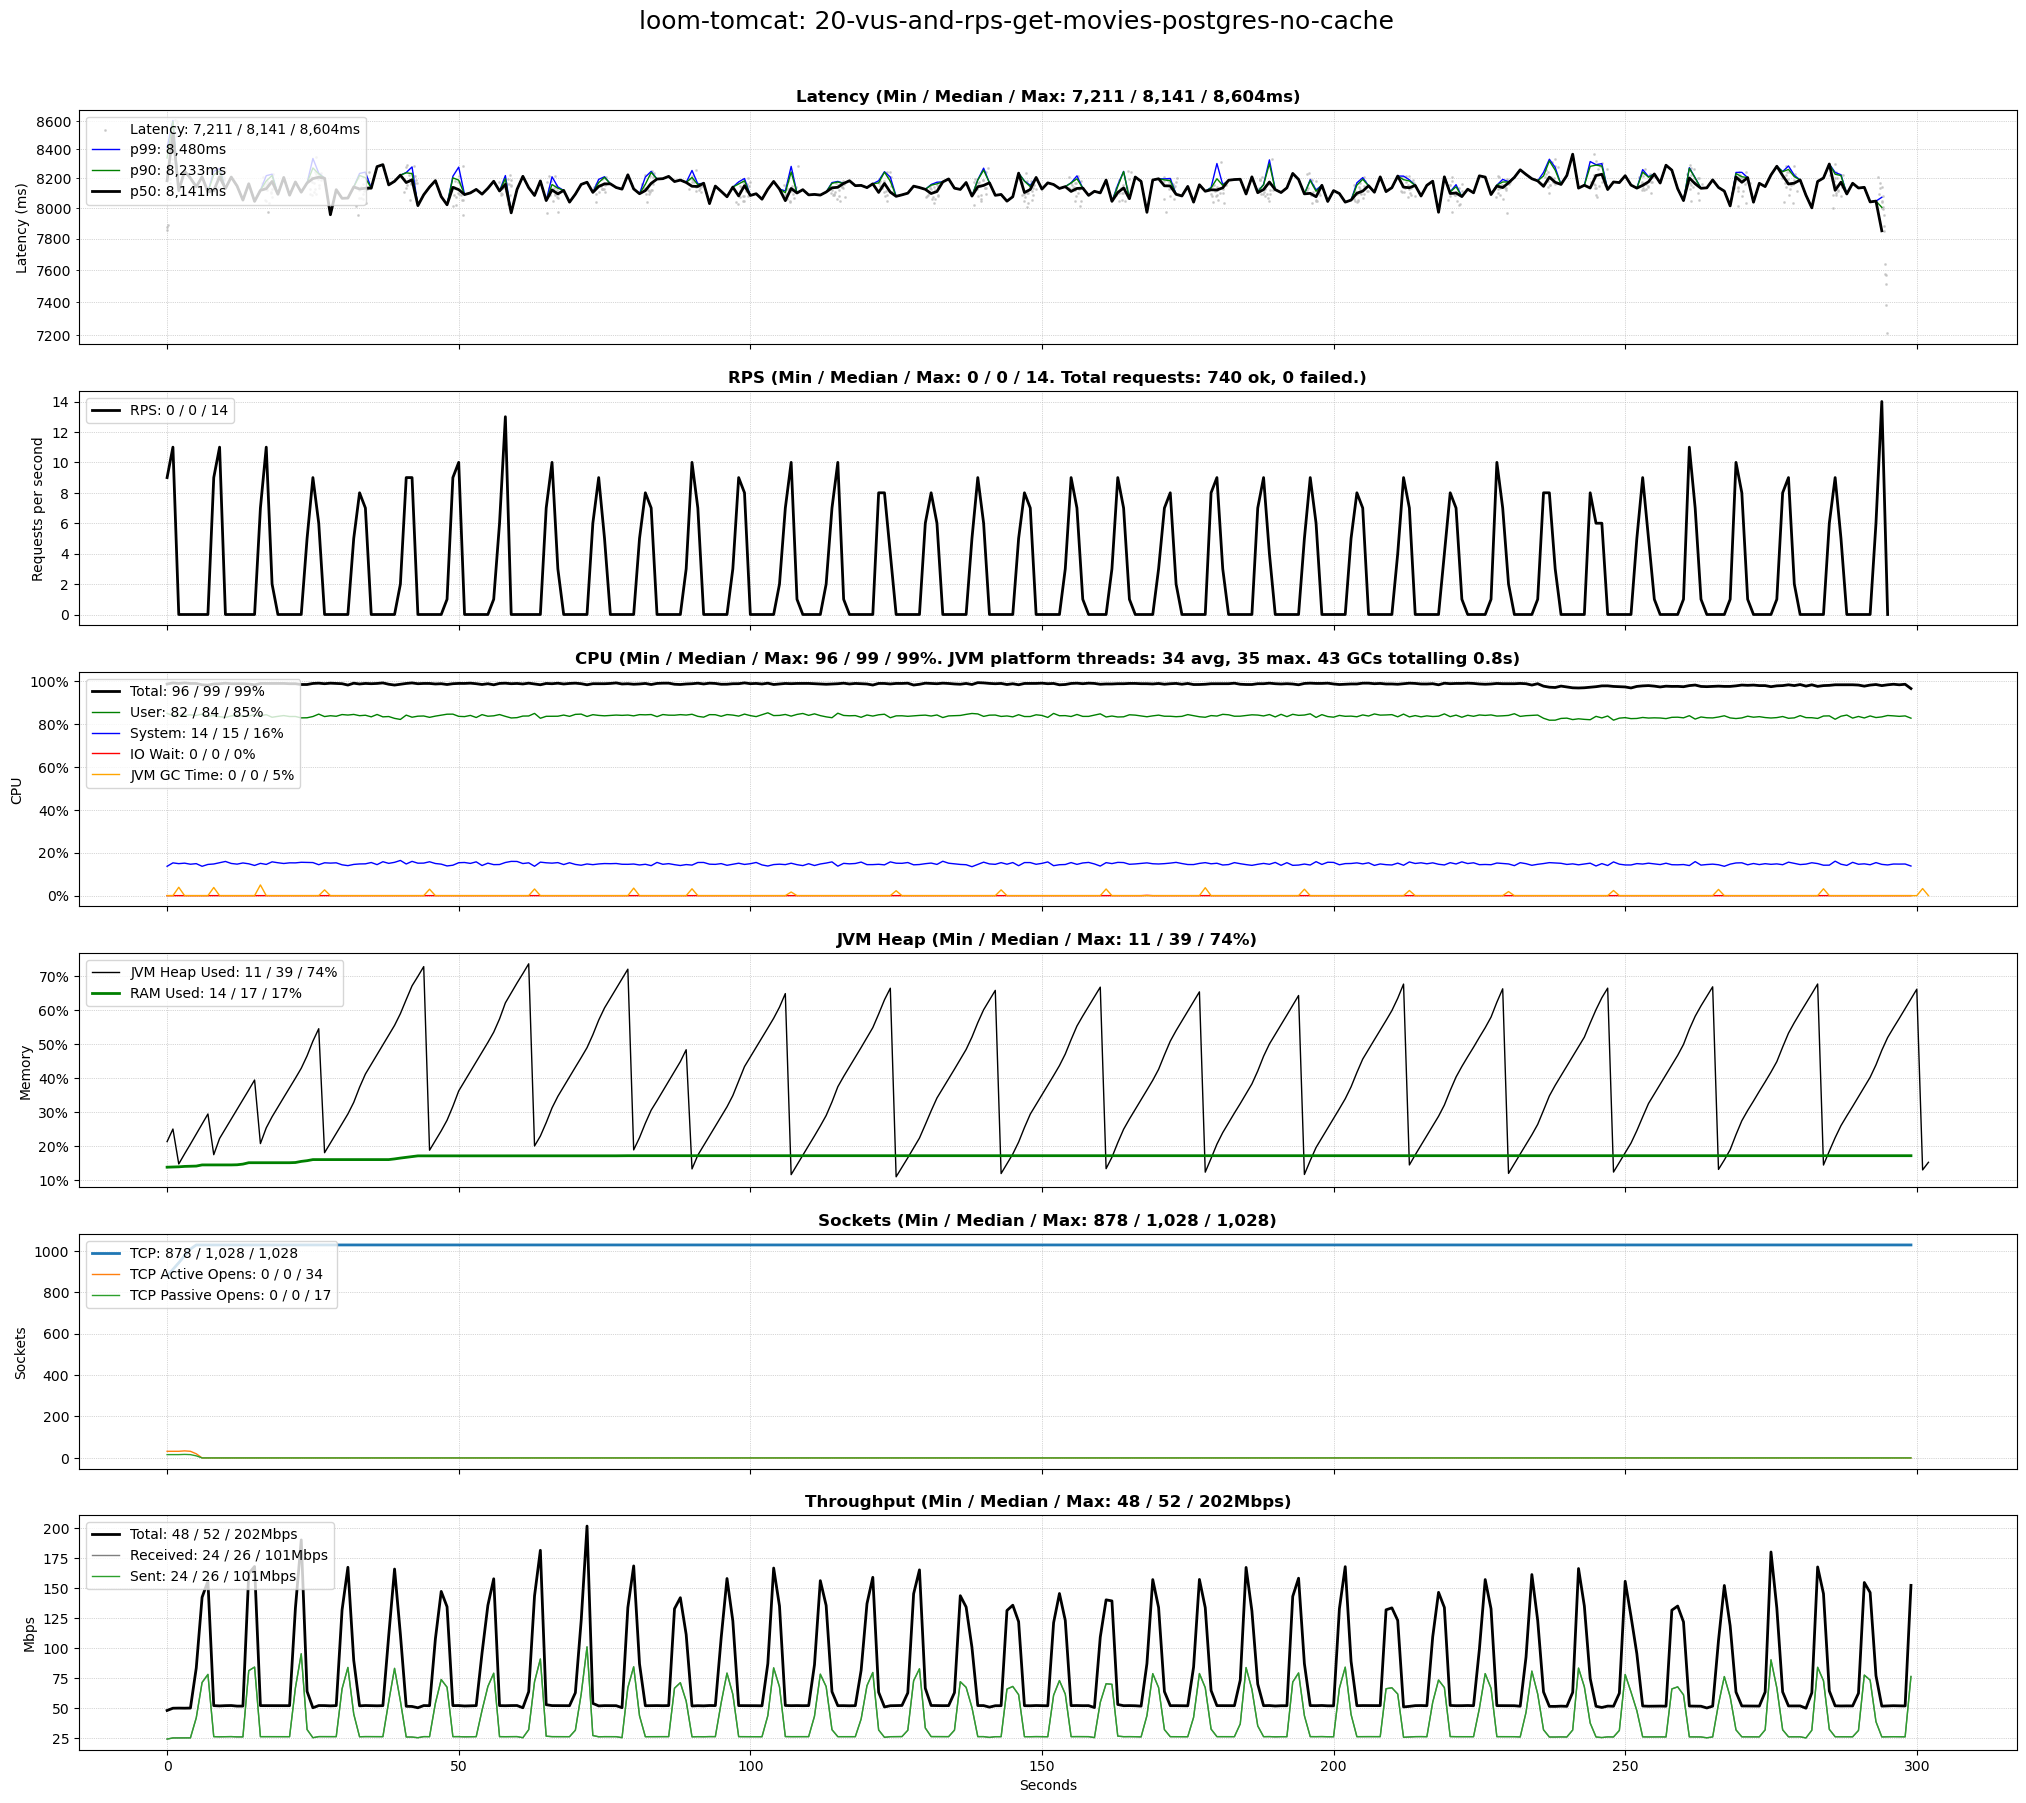 loom-tomcat: 20-vus-and-rps-get-movies-postgres-no-cache
Latency (Min / Median / Max: 7,211 / 8,141 / 8,604ms)
Latency (ms)
8600
8400
8200
8000
7800
7600
7400
7200
Latency: 7,211 / 8,141 / 8,604ms
p99: 8,480ms
p90: 8,233ms
p50: 8,141ms
RPS (Min / Median / Max: 0 / 0 / 14. Total requests: 740 ok, 0 failed.)
Requests per second
14
12
10
8
6
4
2
0
RPS: 0 / 0 / 14
CPU (Min / Median / Max: 96 / 99 / 99%. JVM platform threads: 34 avg, 35 max. 43 GCs totalling 0.8s)
CPU
100%
80%
60%
40%
20%
0%
Total: 96 / 99 / 99%
User: 82 / 84 / 85%
System: 14 / 15 / 16%
IO Wait: 0 / 0 / 0%
JVM GC Time: 0 / 0 / 5%
JVM Heap (Min / Median / Max: 11 / 39 / 74%)
Memory
70%
60%
50%
40%
30%
20%
10%
JVM Heap Used: 11 / 39 / 74%
RAM Used: 14 / 17 / 17%
Sockets (Min / Median / Max: 878 / 1,028 / 1,028)
Sockets
1000
800
600
400
200
0
TCP: 878 / 1,028 / 1,028
TCP Active Opens: 0 / 0 / 34
TCP Passive Opens: 0 / 0 / 17
Throughput (Min / Median / Max: 48 / 52 / 202Mbps)
Mbps
200
175
150
125
100
75
50
25
Total: 48 / 52 / 202Mbps
Received: 24 / 26 / 101Mbps
Sent: 24 / 26 / 101Mbps
0 50 100 150 200 250 300
Seconds